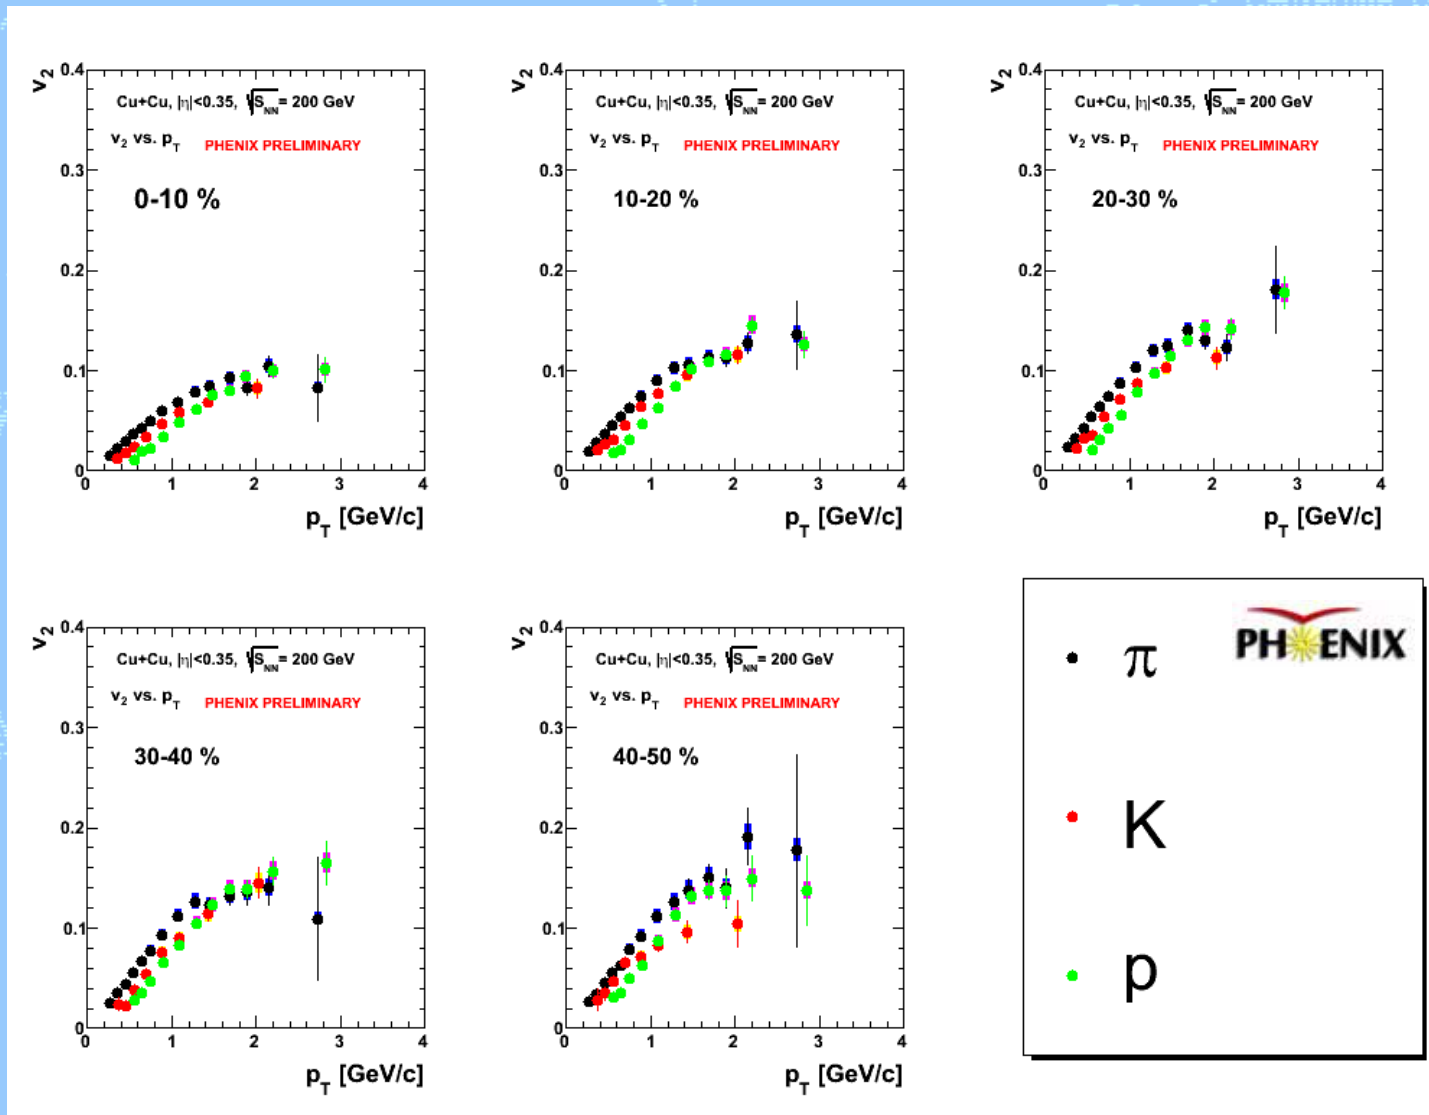 v2
0.4
0.3
0.2
0.1
0
Cu+Cu, |η|<0.35, √SNN = 200 GeV
v2 vs. pT PHENIX PRELIMINARY
0-10 %
0 1 2 3 4
pT [GeV/c]
v2
0.4
0.3
0.2
0.1
0
Cu+Cu, |η|<0.35, √SNN = 200 GeV
v2 vs. pT PHENIX PRELIMINARY
10-20 %
0 1 2 3 4
pT [GeV/c]
v2
0.4
0.3
0.2
0.1
0
Cu+Cu, |η|<0.35, √SNN = 200 GeV
v2 vs. pT PHENIX PRELIMINARY
20-30 %
0 1 2 3 4
pT [GeV/c]
v2
0.4
0.3
0.2
0.1
0
Cu+Cu, |η|<0.35, √SNN = 200 GeV
v2 vs. pT PHENIX PRELIMINARY
30-40 %
0 1 2 3 4
pT [GeV/c]
v2
0.4
0.3
0.2
0.1
0
Cu+Cu, |η|<0.35, √SNN = 200 GeV
v2 vs. pT PHENIX PRELIMINARY
40-50 %
0 1 2 3 4
pT [GeV/c]
PHENIX
π
K
p